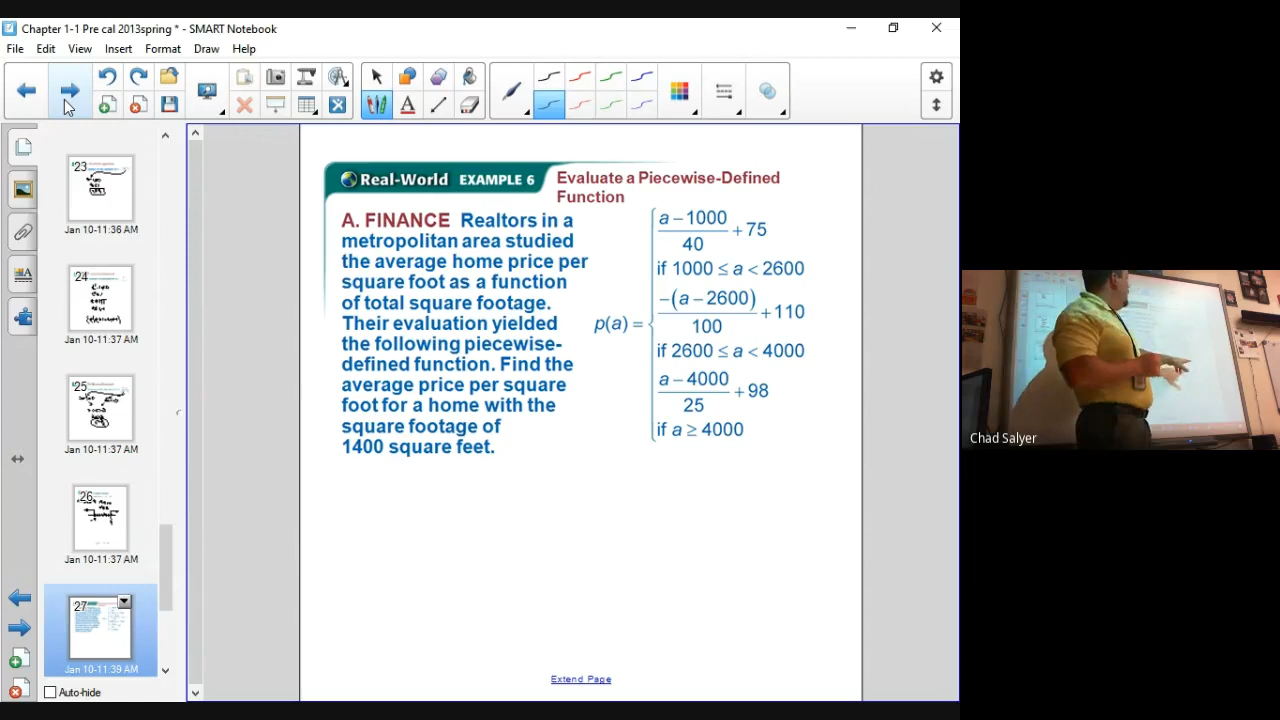 Chapter 1-1 Pre cal 2013spring * - SMART Notebook
File Edit View Insert Format Draw Help
23
Jan 10-11:36 AM
24
Jan 10-11:37 AM
25
Jan 10-11:37 AM
26
Jan 10-11:37 AM
27
Jan 10-11:39 AM
Auto-hide
Real-World EXAMPLE 6
Evaluate a Piecewise-Defined
Function
A. FINANCE Realtors in a
metropolitan area studied
the average home price per
square foot as a function
of total square footage.
Their evaluation yielded
the following piecewise-
defined function. Find the
average price per square
foot for a home with the
square footage of
1400 square feet.
p(a) =
a − 1000
40
+ 75
if 1000 ≤ a < 2600
−(a − 2600)
100
+ 110
if 2600 ≤ a < 4000
a − 4000
25
+ 98
if a ≥ 4000
Extend Page
Chad Salyer